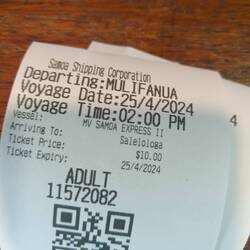 Samoa Shipping Corporation
Departing:MULIFANUA
Voyage Date:25/4/2024
Voyage Time:02:00 PM
Vessel: MV SAMOA EXPRESS II
Arriving To: Salelologa
Ticket Price: $10.00
Ticket Expiry: 25/4/2024
ADULT
11572082
4